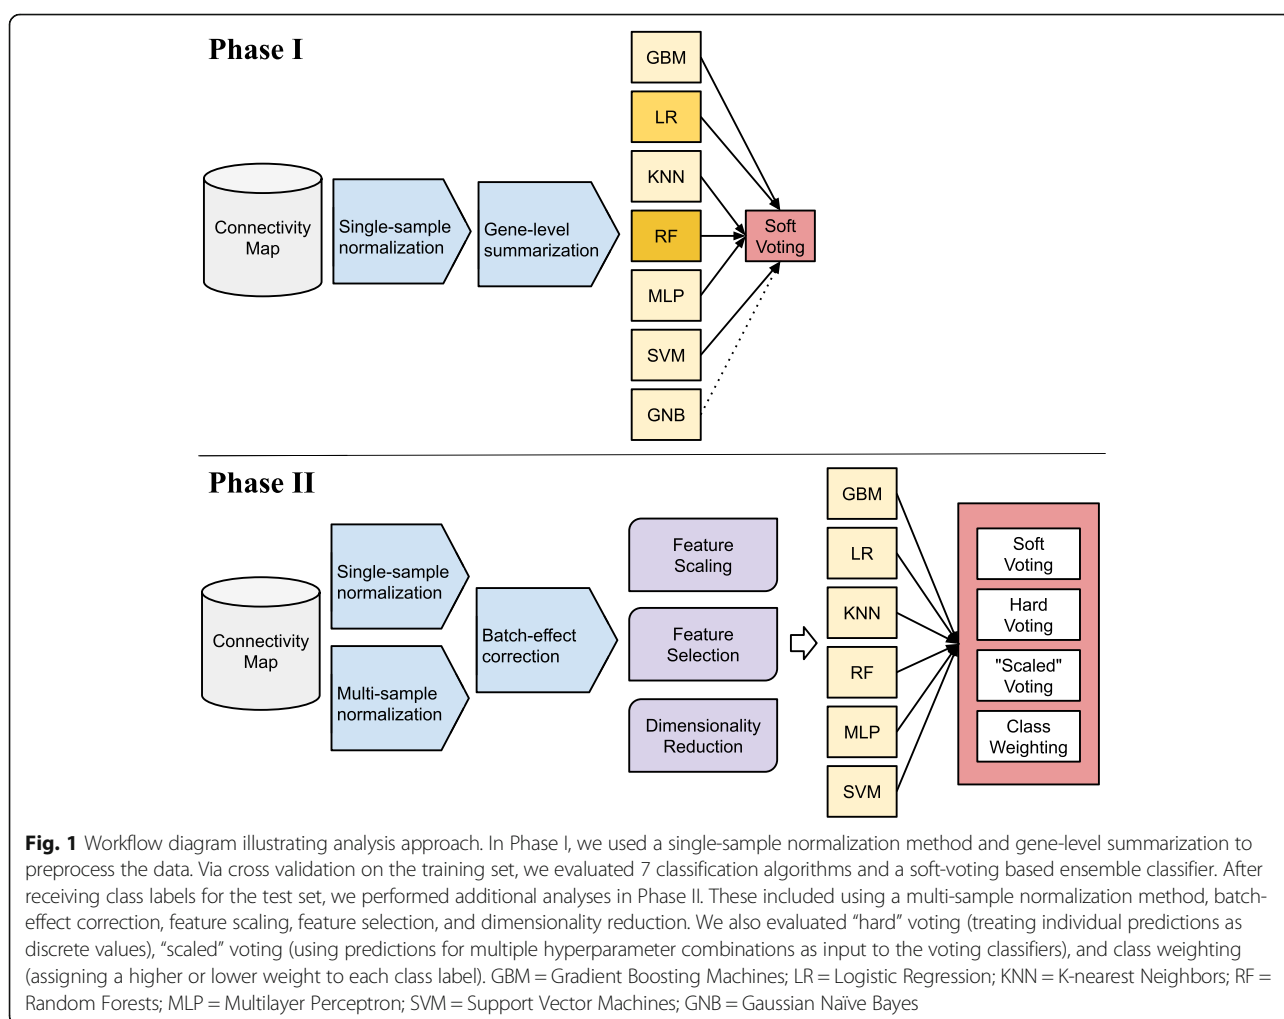 Phase I
GBM
LR
KNN
RF
MLP
SVM
GNB
Connectivity
Map
Single-sample
normalization
Gene-level
summarization
Soft
Voting
Phase II
Connectivity
Map
Single-sample
normalization
Multi-sample
normalization
Batch-effect
correction
Feature
Scaling
Feature
Selection
Dimensionality
Reduction
GBM
LR
KNN
RF
MLP
SVM
Soft
Voting
Hard
Voting
"Scaled"
Voting
Class
Weighting
Fig. 1 Workflow diagram illustrating analysis approach. In Phase I, we used a single-sample normalization method and gene-level summarization to
preprocess the data. Via cross validation on the training set, we evaluated 7 classification algorithms and a soft-voting based ensemble classifier. After
receiving class labels for the test set, we performed additional analyses in Phase II. These included using a multi-sample normalization method, batch-
effect correction, feature scaling, feature selection, and dimensionality reduction. We also evaluated “hard” voting (treating individual predictions as
discrete values), “scaled” voting (using predictions for multiple hyperparameter combinations as input to the voting classifiers), and class weighting
(assigning a higher or lower weight to each class label). GBM = Gradient Boosting Machines; LR = Logistic Regression; KNN = K-nearest Neighbors; RF =
Random Forests; MLP = Multilayer Perceptron; SVM = Support Vector Machines; GNB = Gaussian Naïve Bayes